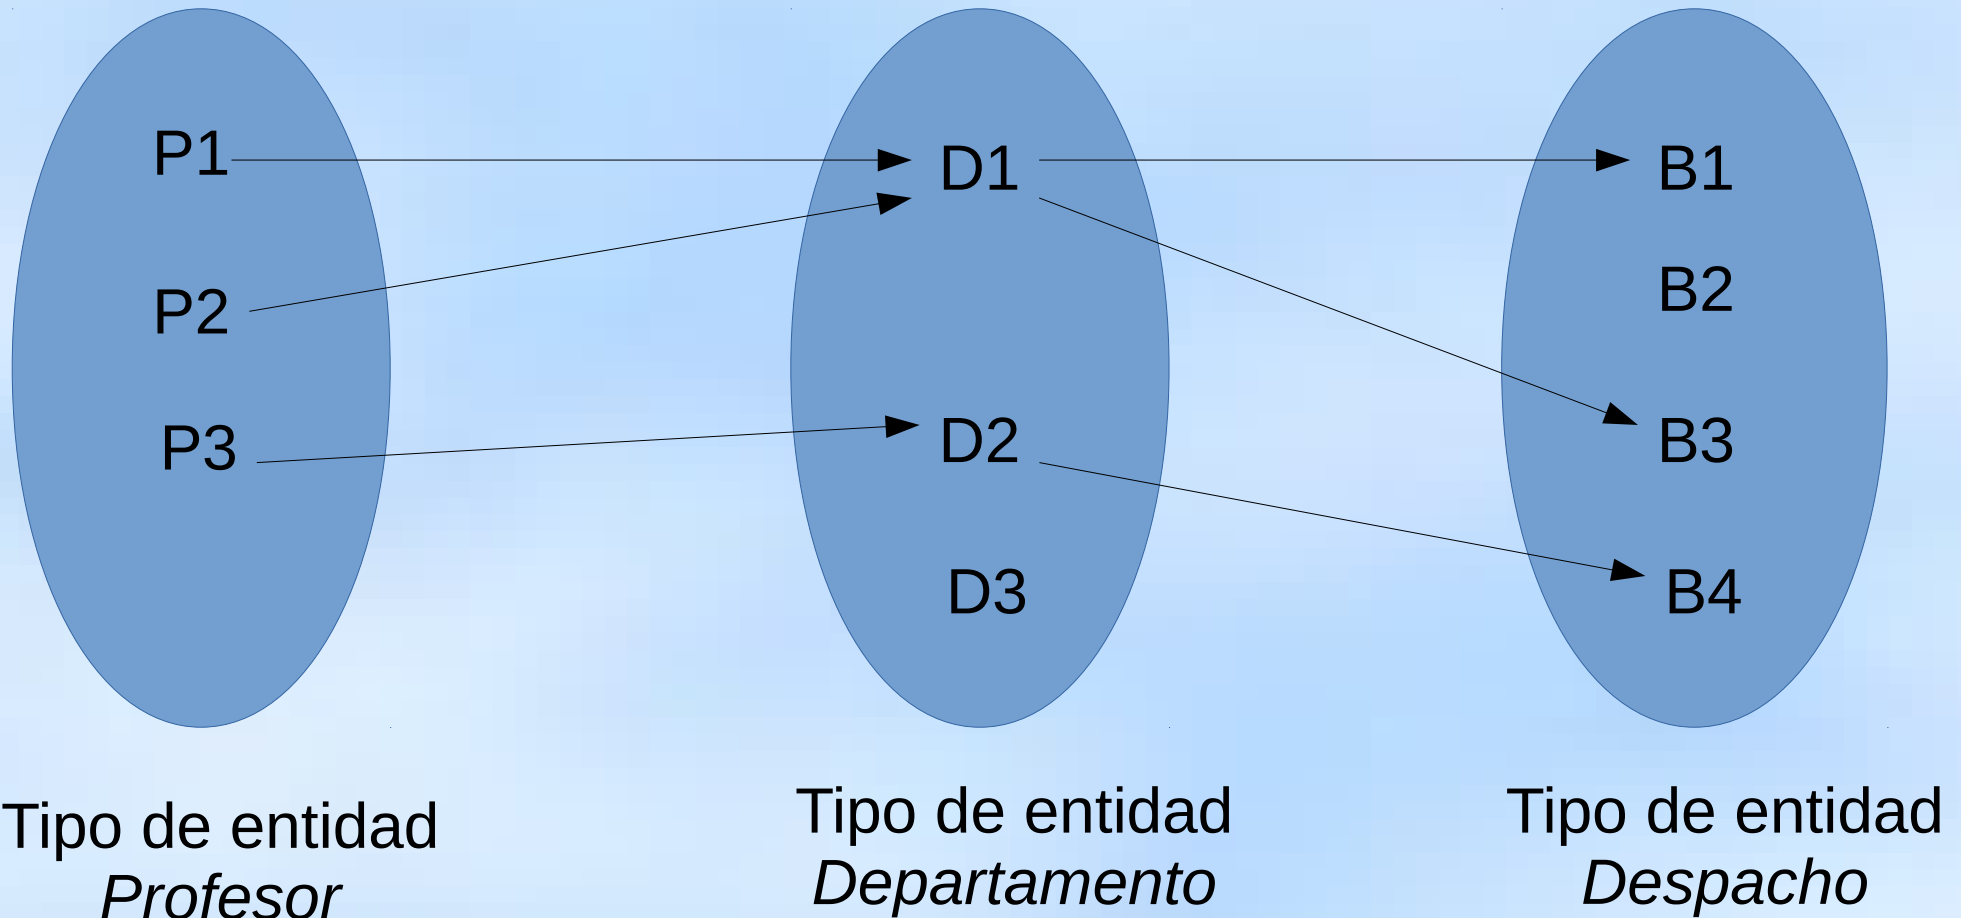 P1
P2
P3
D1
D2
D3
B1
B2
B3
B4
Tipo de entidad
Profesor
Tipo de entidad
Departamento
Tipo de entidad
Despacho